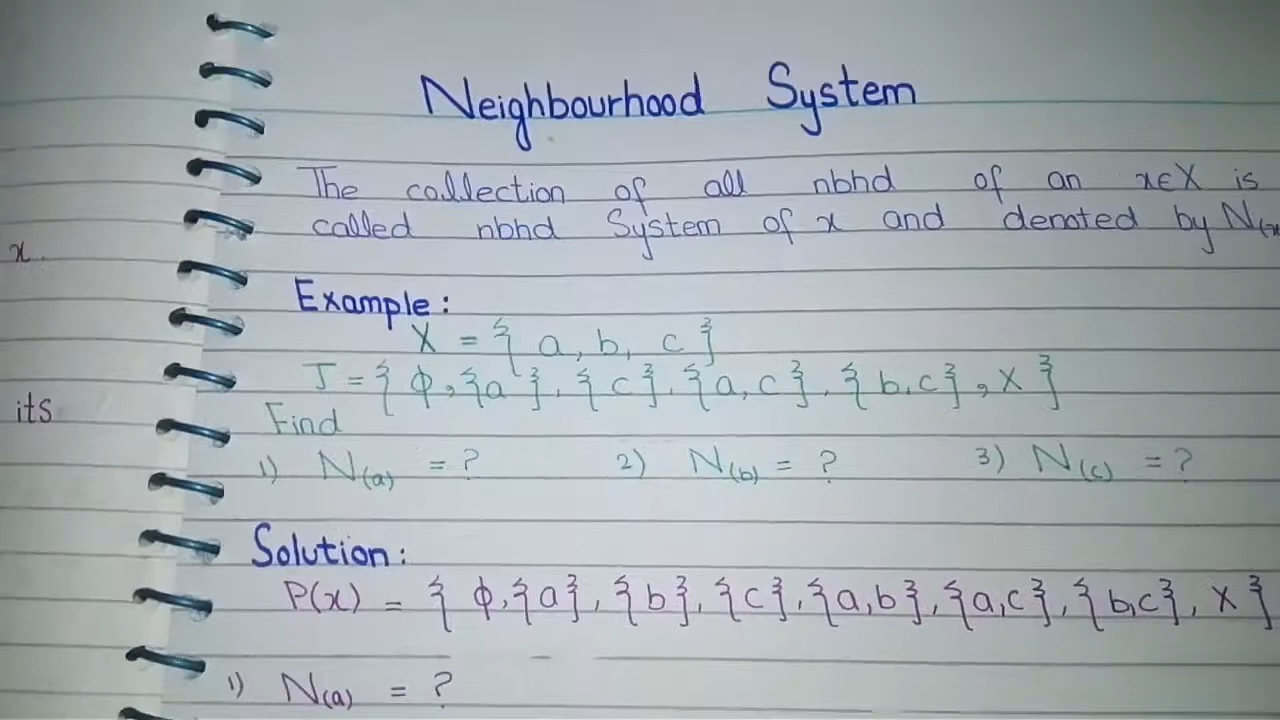 Neighbourhood System
The collection of all nbhd of an x∈X is
called nbhd System of x and denoted by N(x
x.
Example:
X = { a, b, c }
J = { ϕ, {a}, {c}, {a, c}, {b, c}, X }
its
Find
1) N(a) = ? 2) N(b) = ? 3) N(c) = ?
Solution:
P(x) = { ϕ, {a}, {b}, {c}, {a, b}, {a, c}, {b, c}, X }
1) N(a) = ?